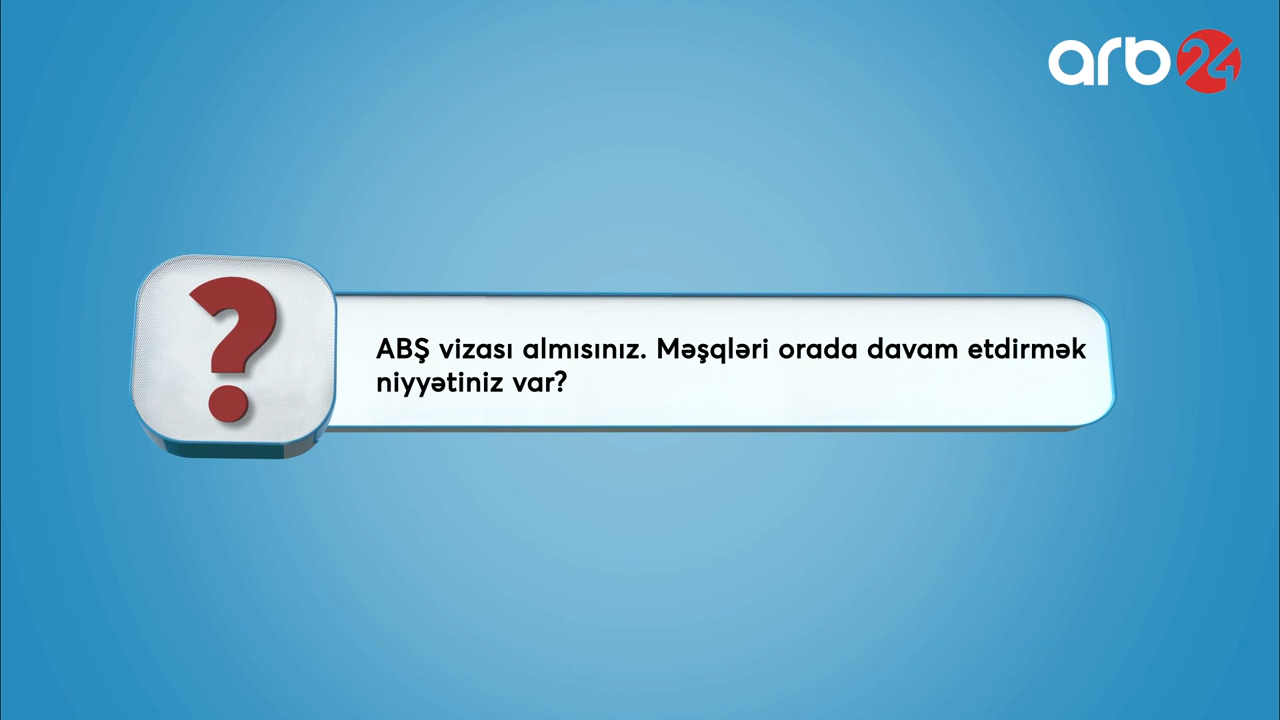 arb24
ABŞ vizası almısınız. Məşqləri orada davam etdirmək
niyyətiniz var?